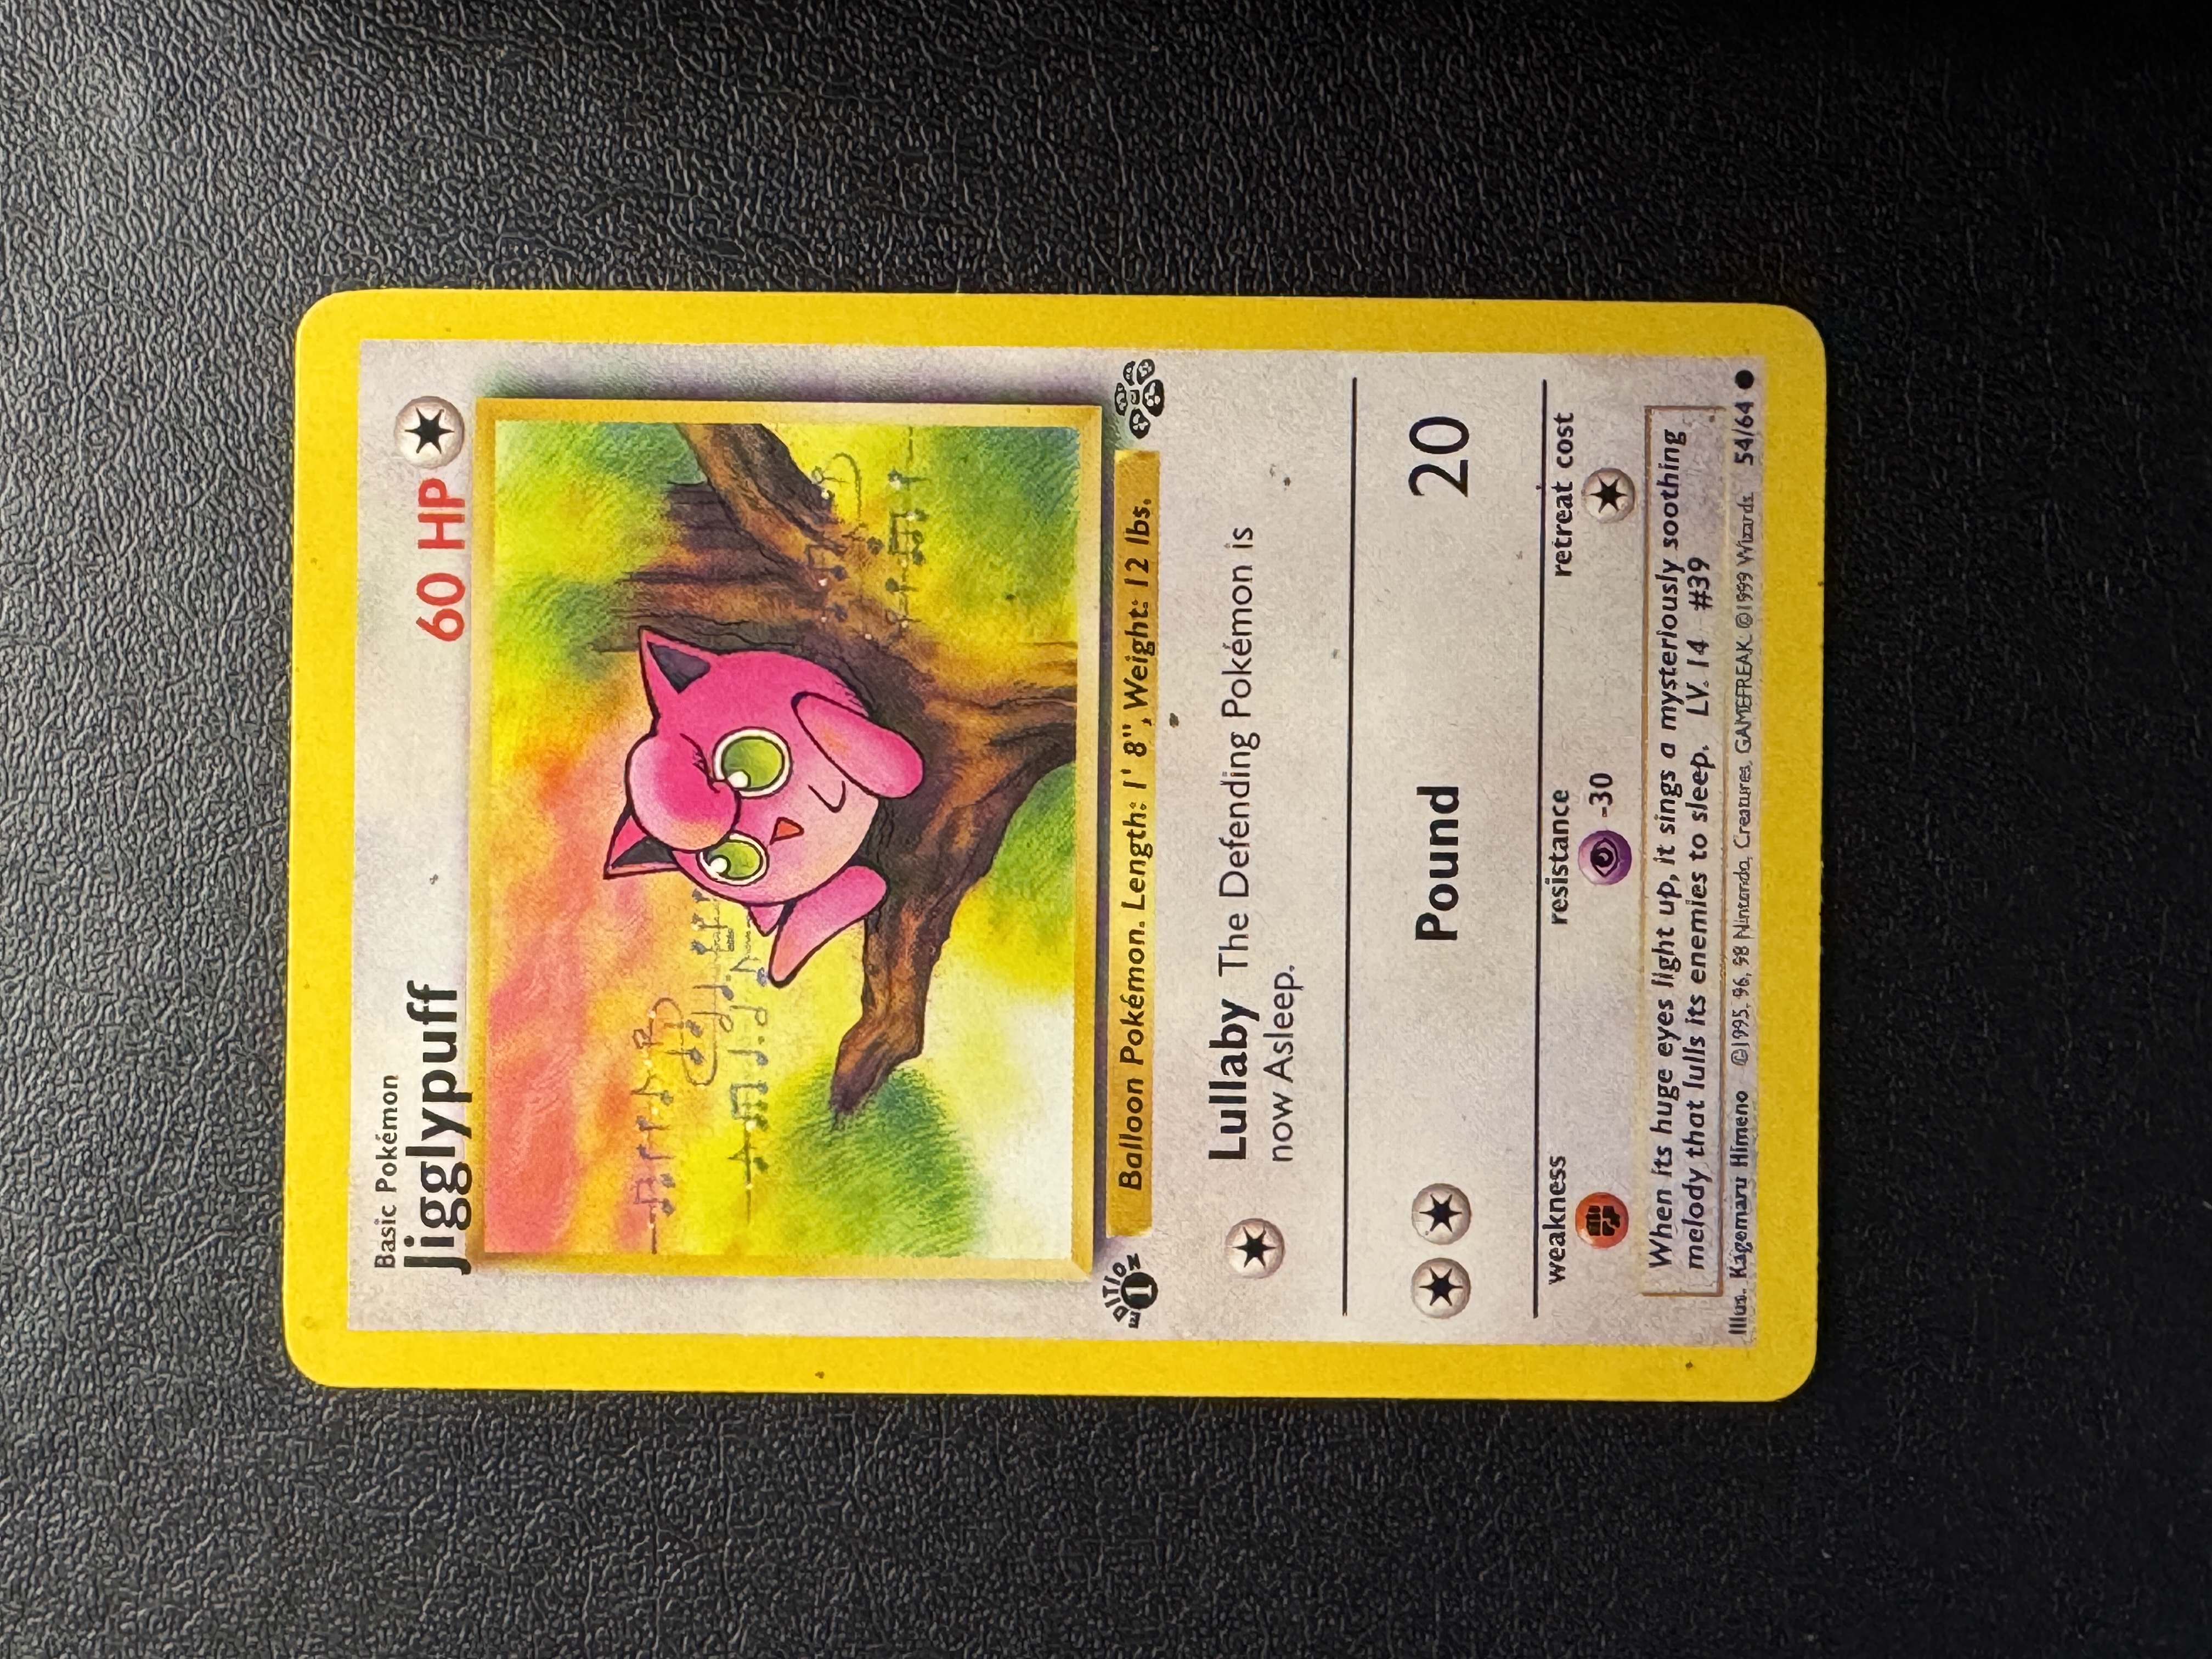 Basic Pokémon
Jigglypuff
60 HP
EDITION
1
Balloon Pokémon. Length: 1' 8", Weight: 12 lbs.
Lullaby The Defending Pokémon is
now Asleep.
Pound 20
weakness resistance retreat cost
-30
When its huge eyes light up, it sings a mysteriously soothing
melody that lulls its enemies to sleep. LV. 14 #39
Illus. Kagemaru Himeno ©1995, 96, 98 Nintendo, Creatures, GAMEFREAK. ©1999 Wizards. 54/64